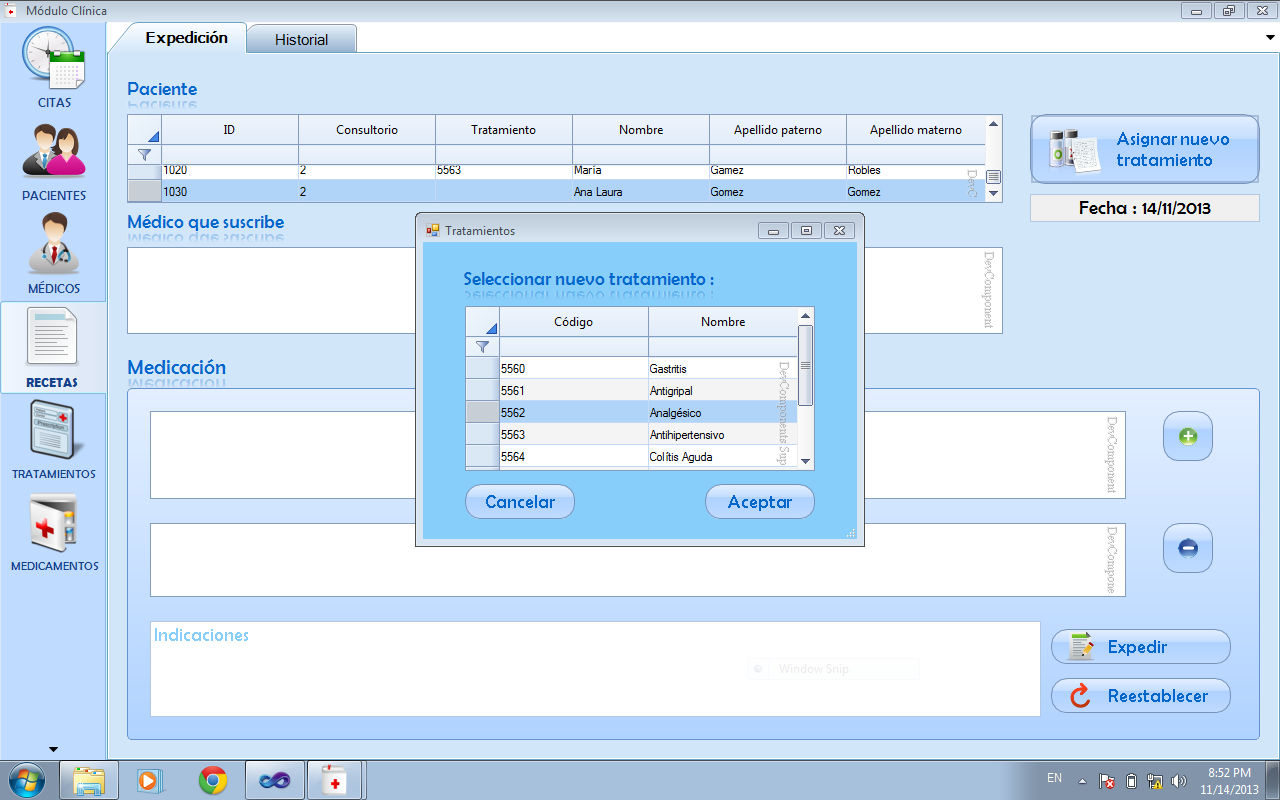 Módulo Clínica
Expedición
Historial
CITAS
PACIENTES
MÉDICOS
RECETAS
TRATAMIENTOS
MEDICAMENTOS
Paciente
ID Consultorio Tratamiento Nombre Apellido paterno Apellido materno
1020 2 5563 María Gamez Robles
1030 2 Ana Laura Gomez Gomez
DevC
Asignar nuevo
tratamiento
Fecha : 14/11/2013
Médico que suscribe
DevComponent
Tratamientos
Seleccionar nuevo tratamiento :
Código Nombre
5560 Gastritis
5561 Antigripal
5562 Analgésico
5563 Antihipertensivo
5564 Colítis Aguda
DevComponents Sup
Cancelar
Aceptar
Medicación
DevComponent
DevCompone
Indicaciones
Window Snip
Expedir
Reestablecer
EN
8:52 PM
11/14/2013